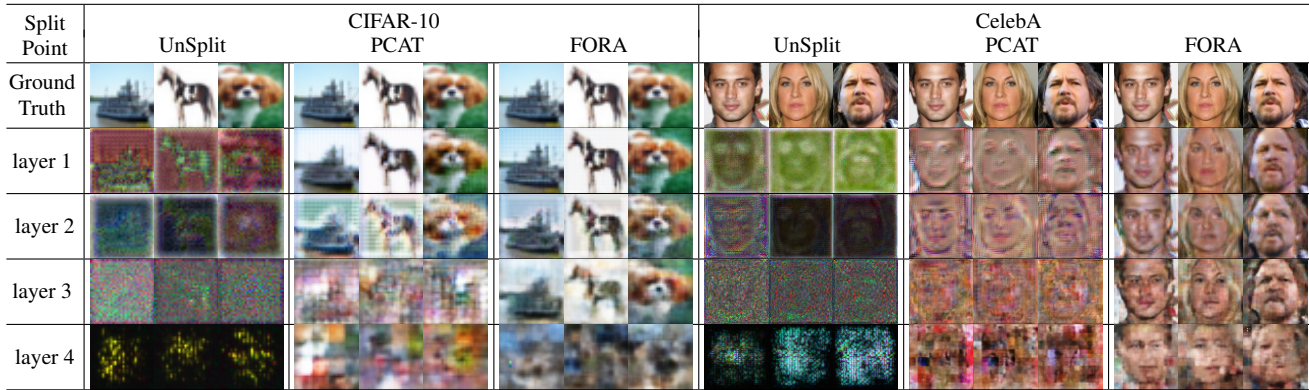 Split Point CIFAR-10 CelebA
UnSplit PCAT FORA UnSplit PCAT FORA
Ground Truth
layer 1
layer 2
layer 3
layer 4